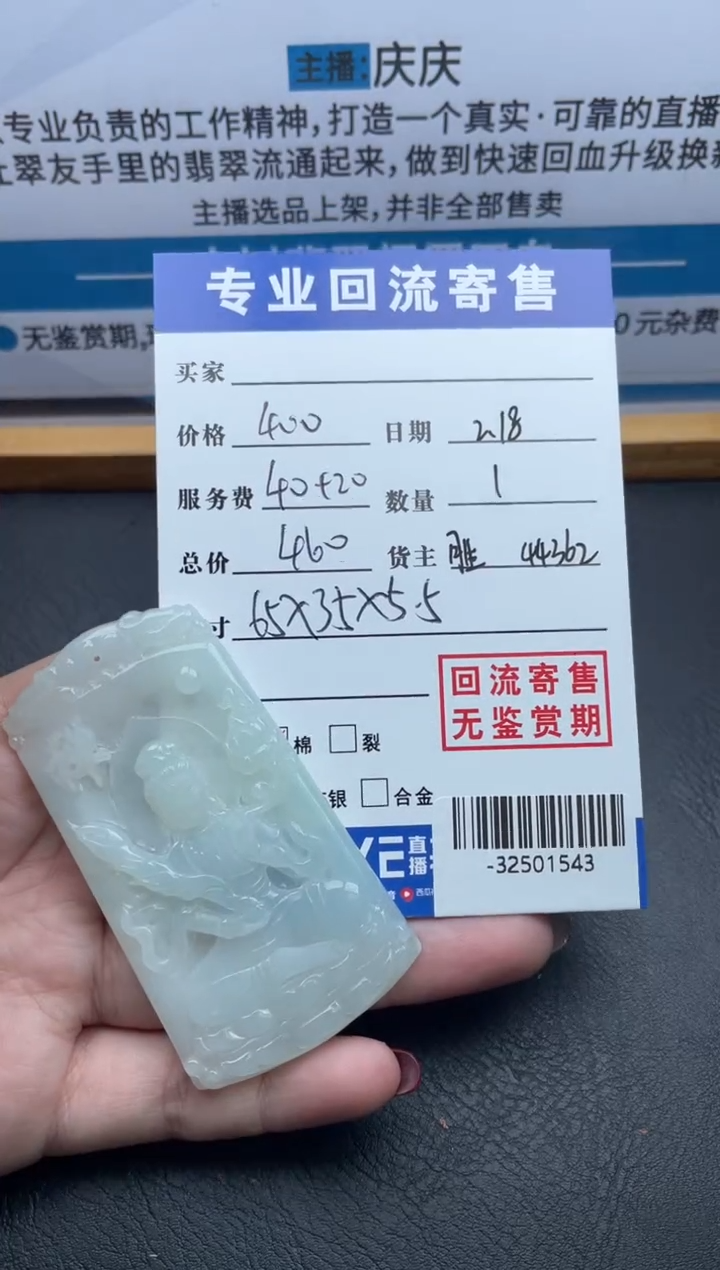 主播:庆庆
专业负责的工作精神,打造一个真实·可靠的直播
翠友手里的翡翠流通起来,做到快速回血升级换
主播选品上架,并非全部售卖
专业回流寄售
无鉴赏期,
0元杂费
买家
价格 400 日期 2.18
服务费 40+20 数量 1
总价 460 货主 44362
寸 65X35X5.5
回流寄售
无鉴赏期
棉 裂
银 合金
直
播
西瓜
-32501543